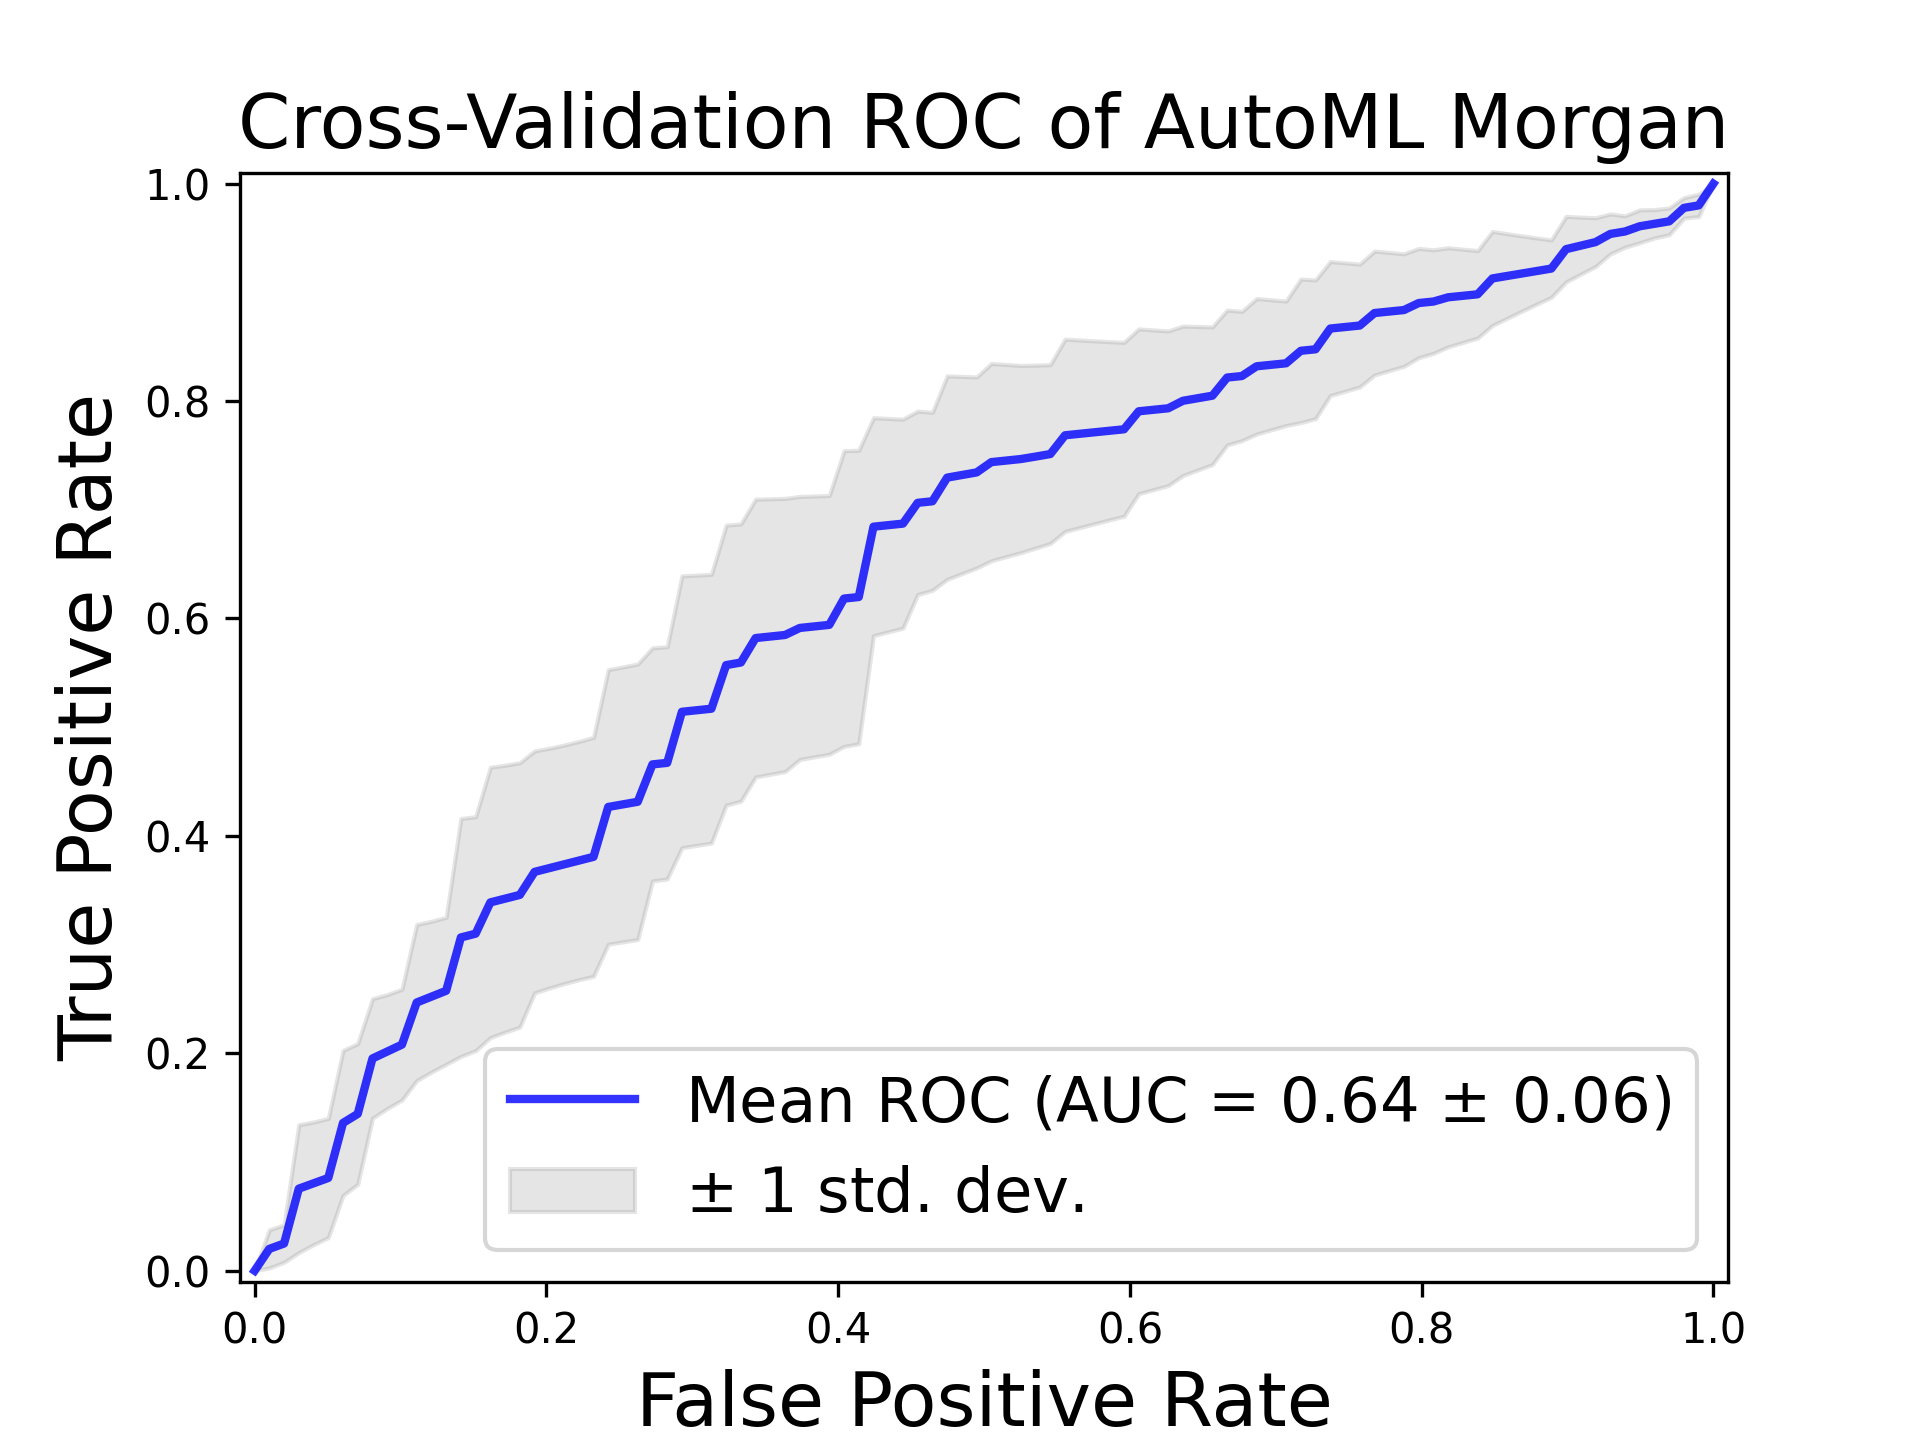 Cross-Validation ROC of AutoML Morgan
True Positive Rate
1.0
0.8
0.6
0.4
0.2
0.0
Mean ROC (AUC = 0.64 ± 0.06)
± 1 std. dev.
0.0 0.2 0.4 0.6 0.8 1.0
False Positive Rate